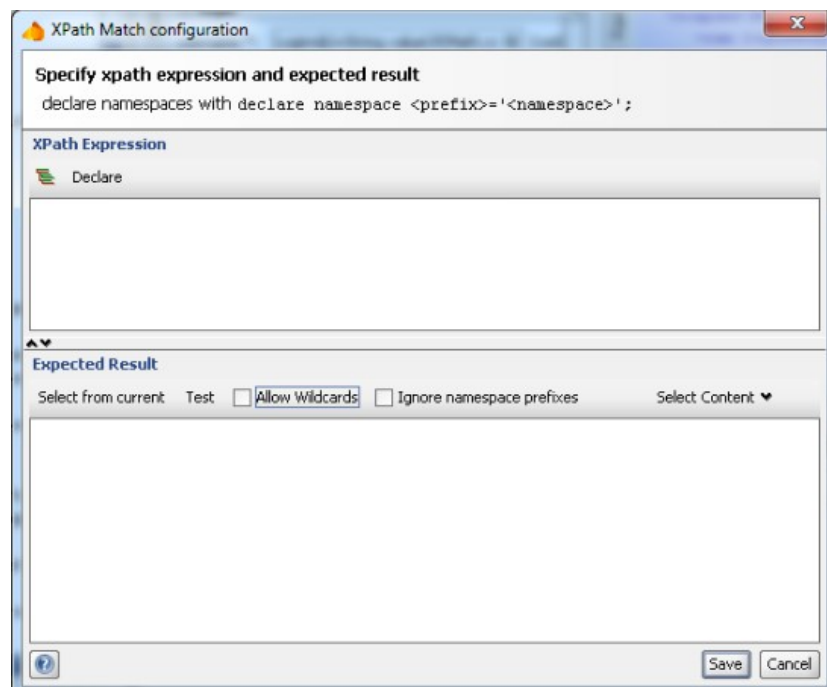 XPath Match configuration
Specify xpath expression and expected result
declare namespaces with declare namespace <prefix>='<namespace>';
XPath Expression
Declare
Expected Result
Select from current Test Allow Wildcards Ignore namespace prefixes Select Content
Save Cancel